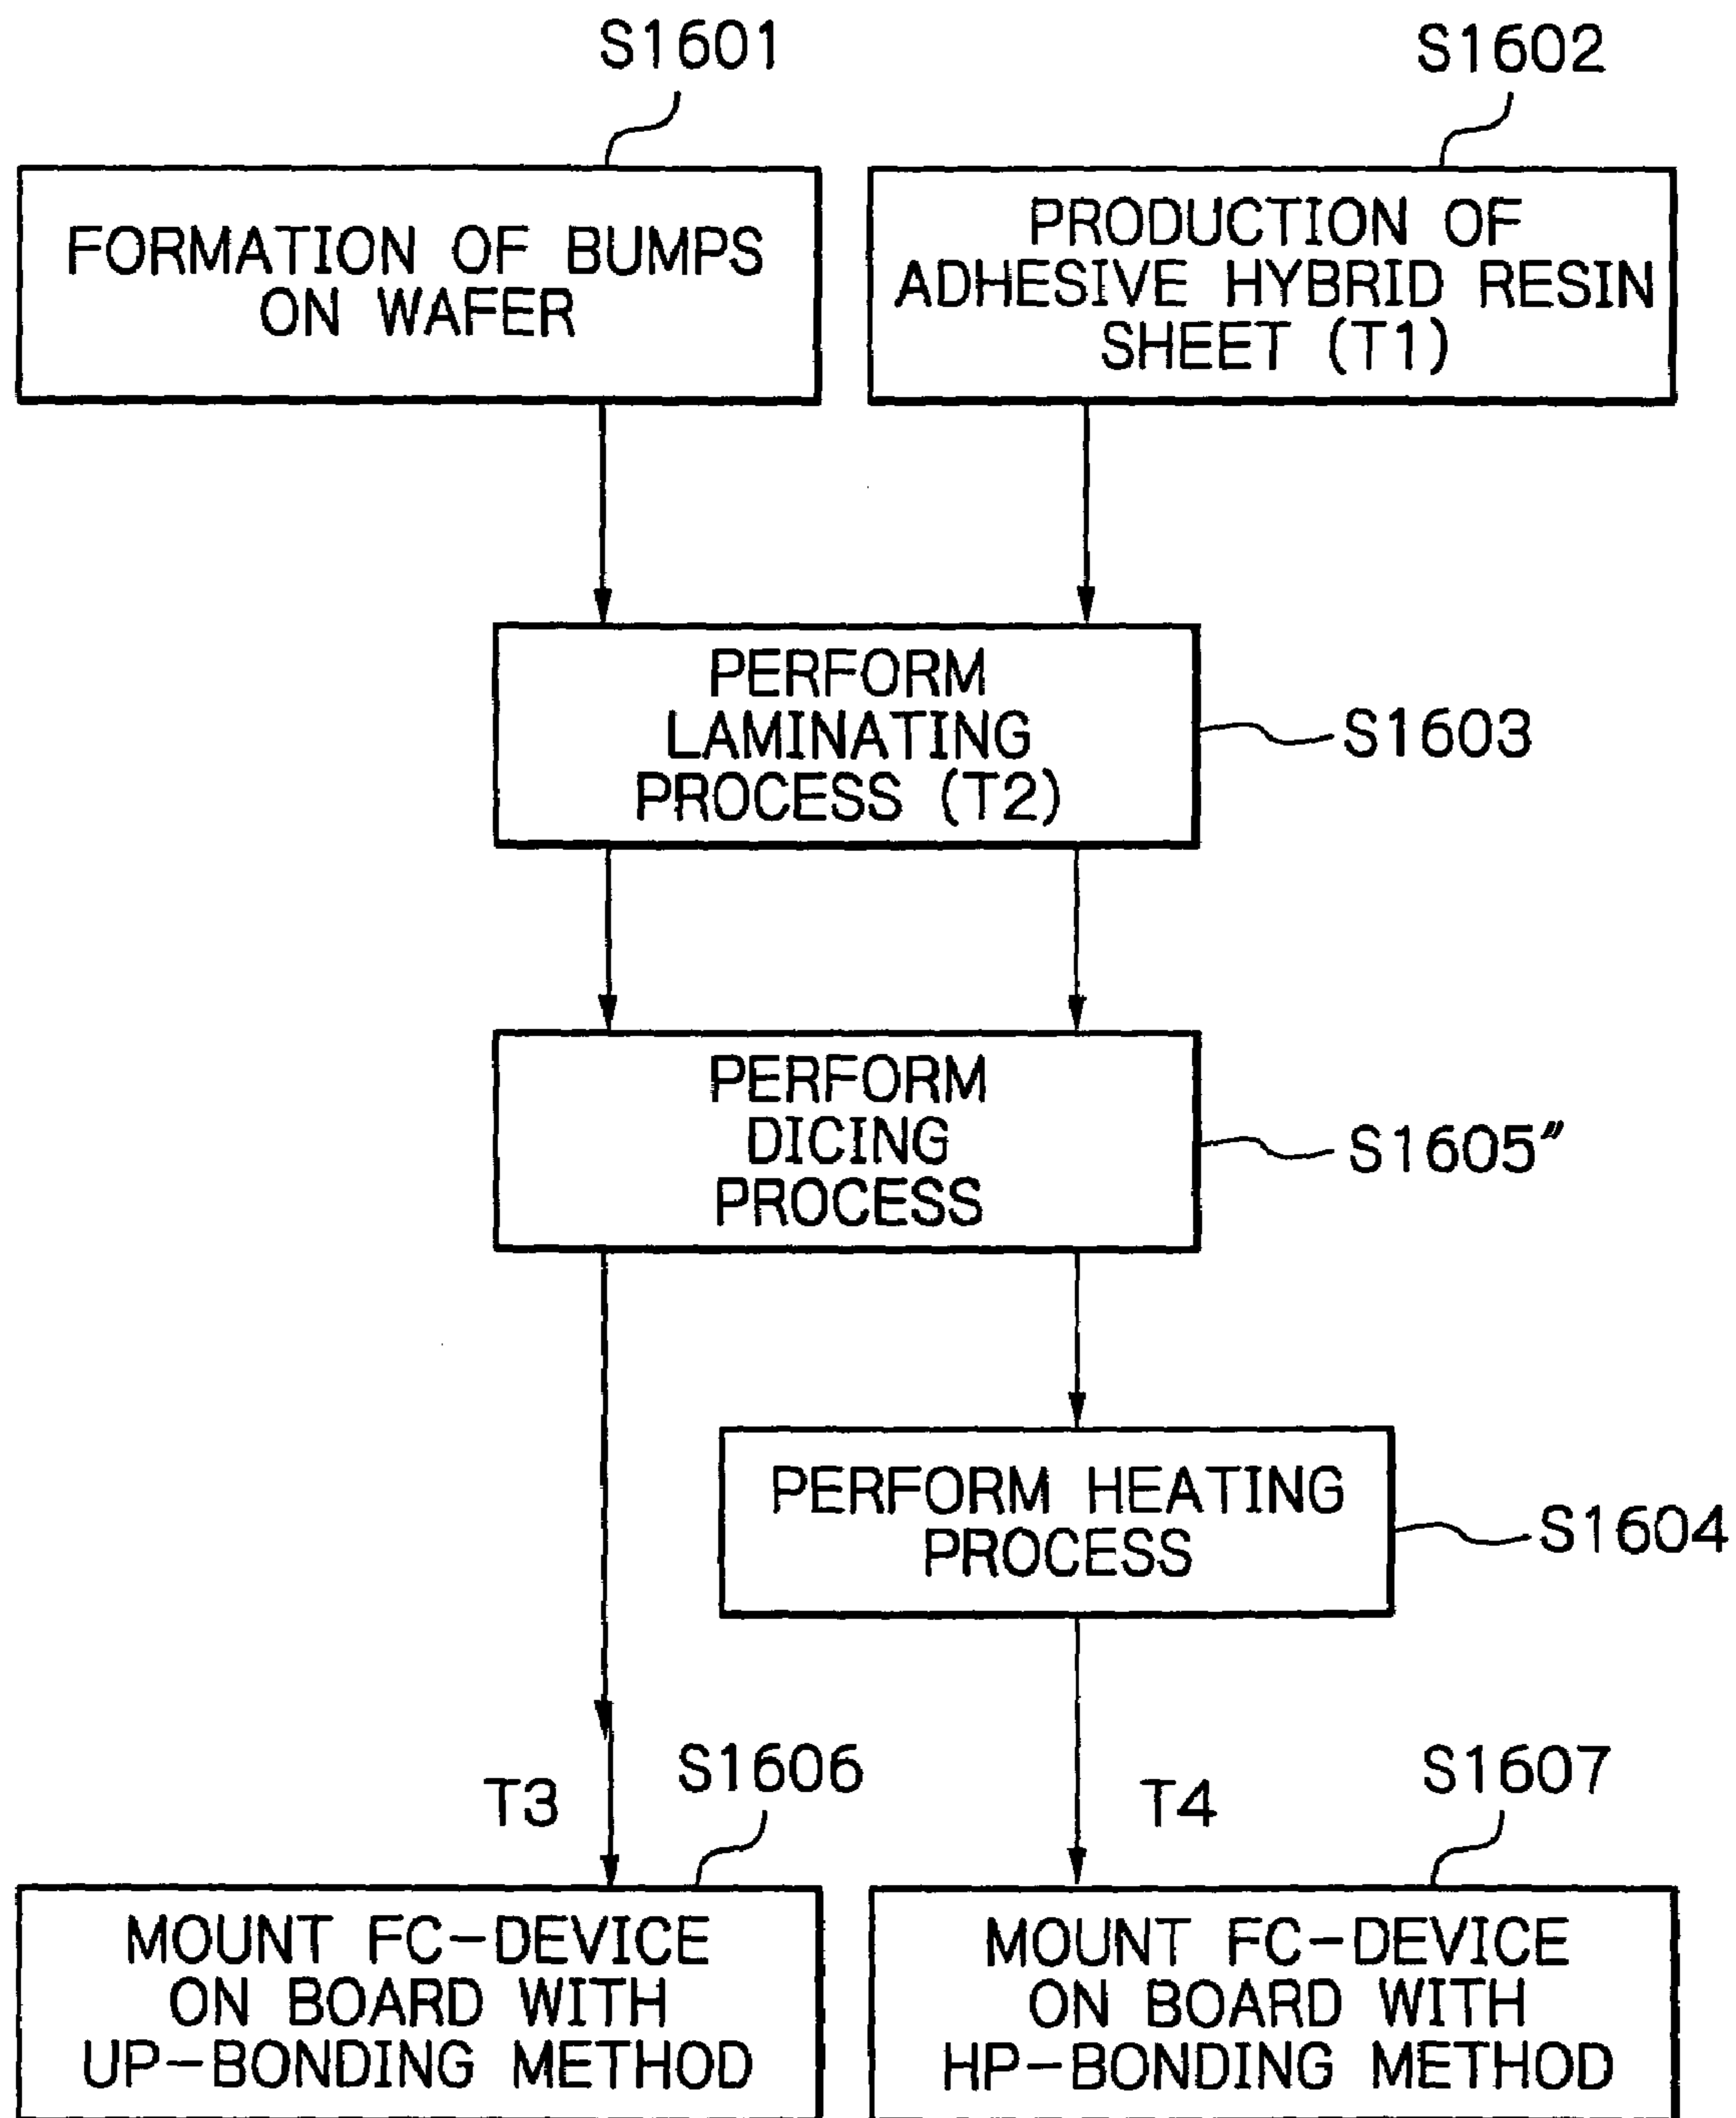 S1601
S1602
FORMATION OF BUMPS
ON WAFER
PRODUCTION OF
ADHESIVE HYBRID RESIN
SHEET (T1)
PERFORM
LAMINATING
PROCESS (T2)
S1603
PERFORM
DICING
PROCESS
S1605"
PERFORM HEATING
PROCESS
S1604
T3
S1606
T4
S1607
MOUNT FC-DEVICE
ON BOARD WITH
UP-BONDING METHOD
MOUNT FC-DEVICE
ON BOARD WITH
HP-BONDING METHOD